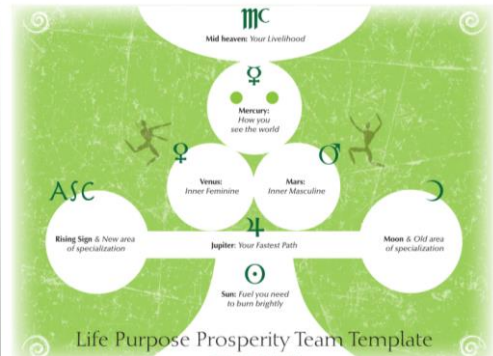 MC
Mid heaven: Your Livelihood
Mercury:
How you
see the world
Venus:
Inner Feminine
Mars:
Inner Masculine
ASC
Rising Sign & New area
of specialization
Jupiter: Your Fastest Path
Moon & Old area
of specialization
Sun: Fuel you need
to burn brightly
Life Purpose Prosperity Team Template